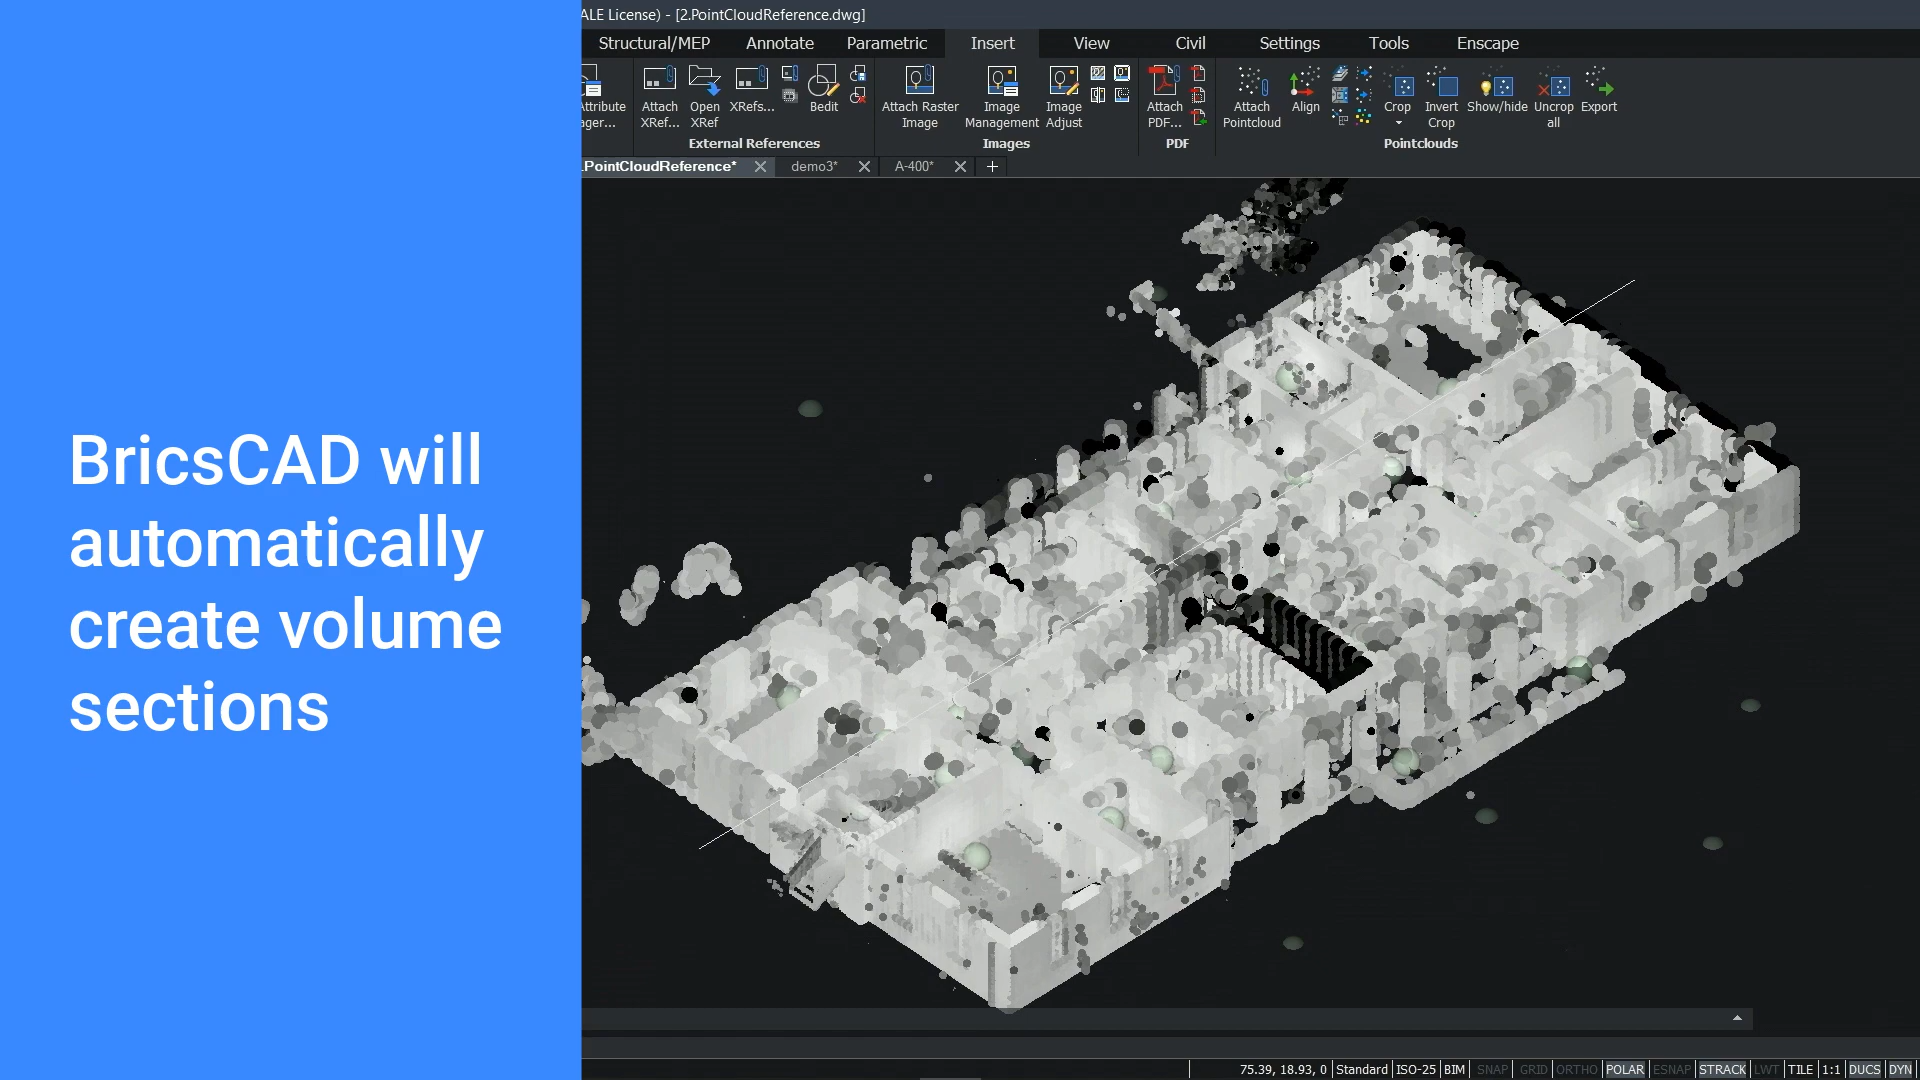 BricsCAD will
automatically
create volume
sections
ALE License) - [2.PointCloudReference.dwg]
Structural/MEP Annotate Parametric Insert View Civil Settings Tools Enscape
Attribute
ager...
Attach
XRef...
Open
XRef
XRefs...
Bedit
External References
Attach Raster
Image
Image
Management
Image
Adjust
Images
Attach
PDF...
PDF
Attach
Pointcloud
Align
Crop
Invert
Crop
Show/hide
Uncrop
all
Export
Pointclouds
.PointCloudReference* demo3* A-400*
75.39, 18.93, 0 Standard ISO-25 BIM SNAP GRID ORTHO POLAR ESNAP STRACK LWT TILE 1:1 DUCS DYN